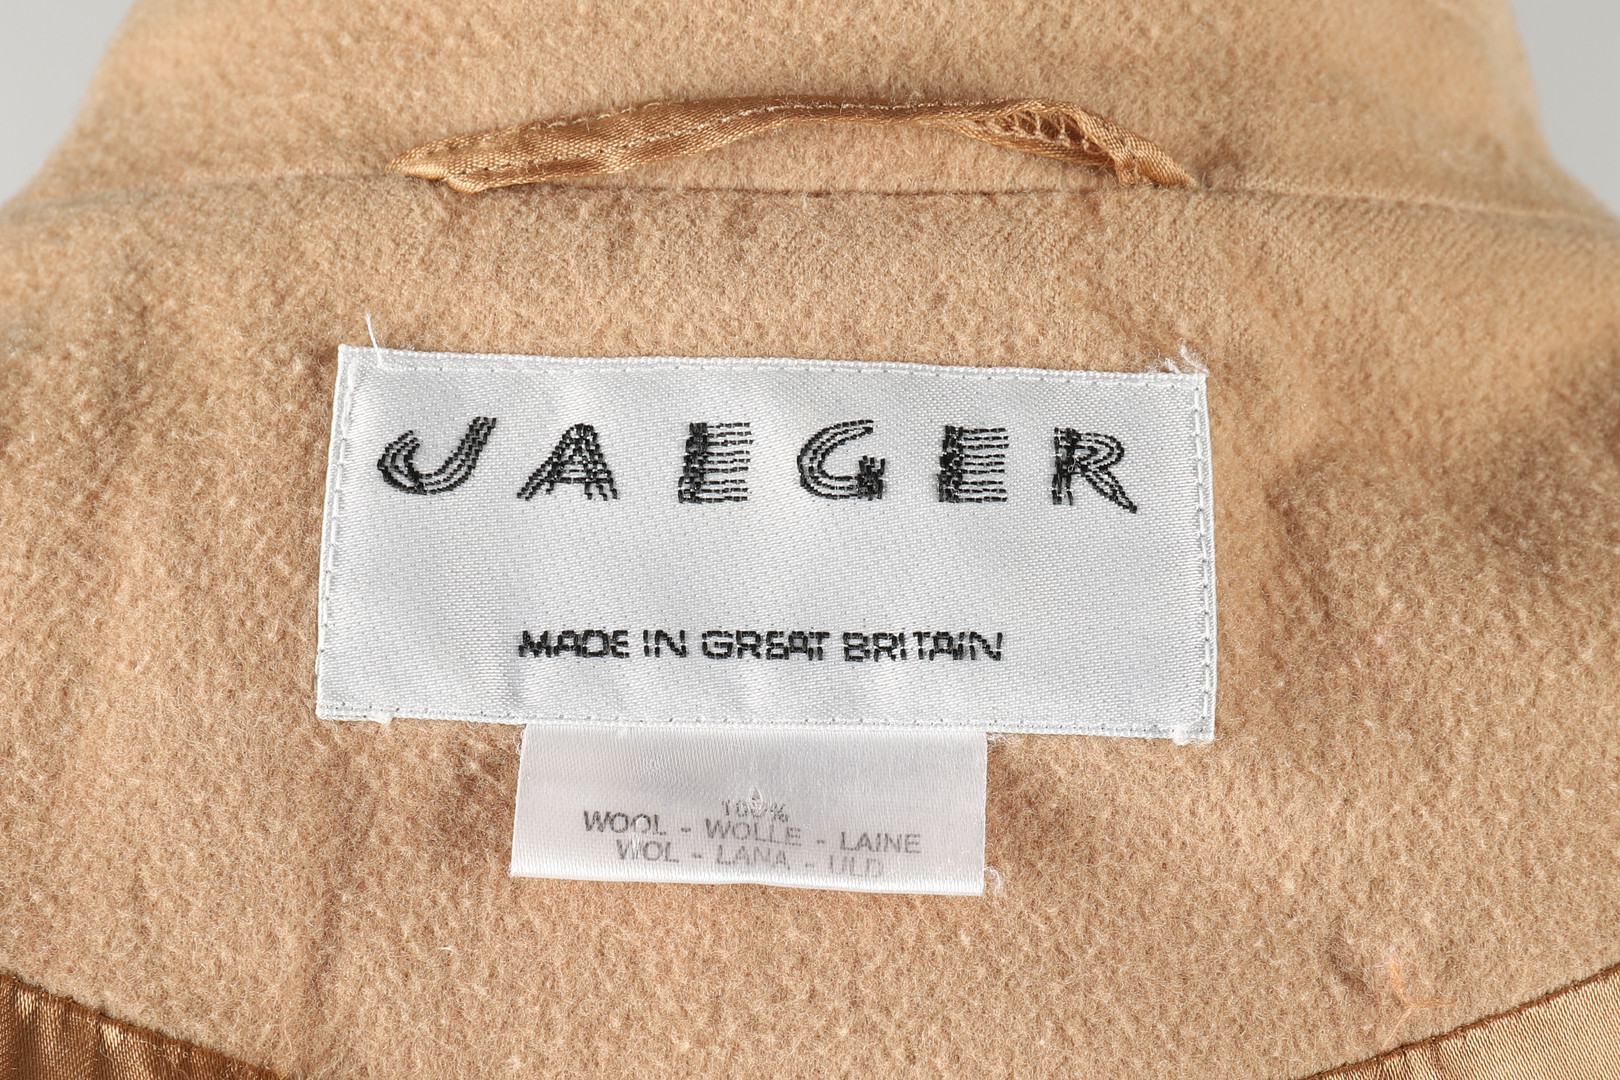 JAEGER
MADE IN GREAT BRITAIN
100%
WOOL - WOLLE - LAINE
WOL - LANA - ULD